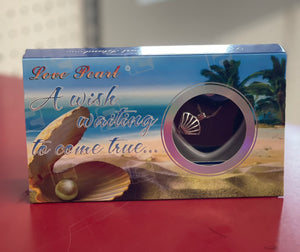 Love Pearl
A wish
waiting
to come true...